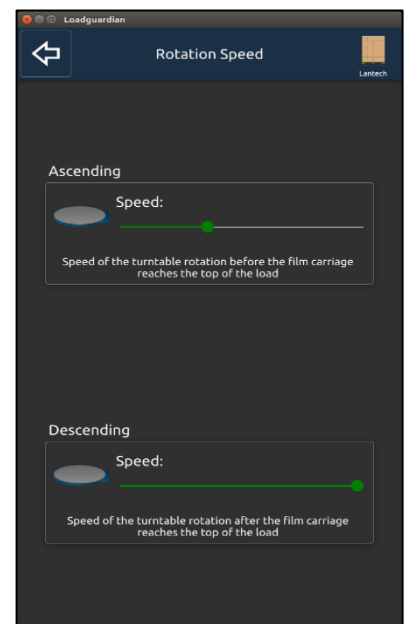 Loadguardian
Rotation Speed
Lantech
Ascending
Speed:
Speed of the turntable rotation before the film carriage
reaches the top of the load
Descending
Speed:
Speed of the turntable rotation after the film carriage
reaches the top of the load